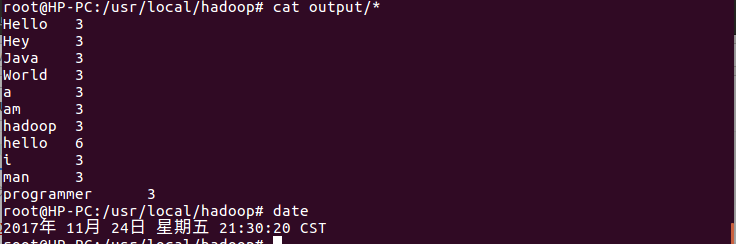 root@HP-PC:/usr/local/hadoop# cat output/*
Hello	3
Hey	3
Java	3
World	3
a	3
am	3
hadoop	3
hello	6
i	3
man	3
programmer	3
root@HP-PC:/usr/local/hadoop# date
2017年 11月 24日 星期五 21:30:20 CST
root@HP-PC:/usr/local/hadoop#